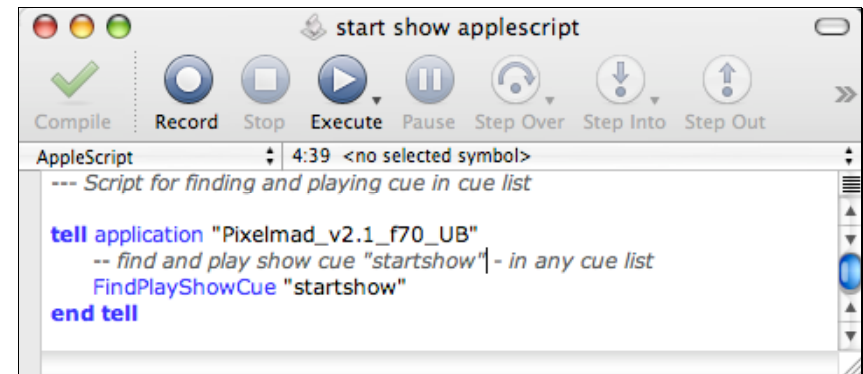 start show applescript
Compile Record Stop Execute Pause Step Over Step Into Step Out »
AppleScript 4:39 <no selected symbol>
--- Script for finding and playing cue in cue list
tell application "Pixelmad_v2.1_f70_UB"
-- find and play show cue "startshow" - in any cue list
FindPlayShowCue "startshow"
end tell